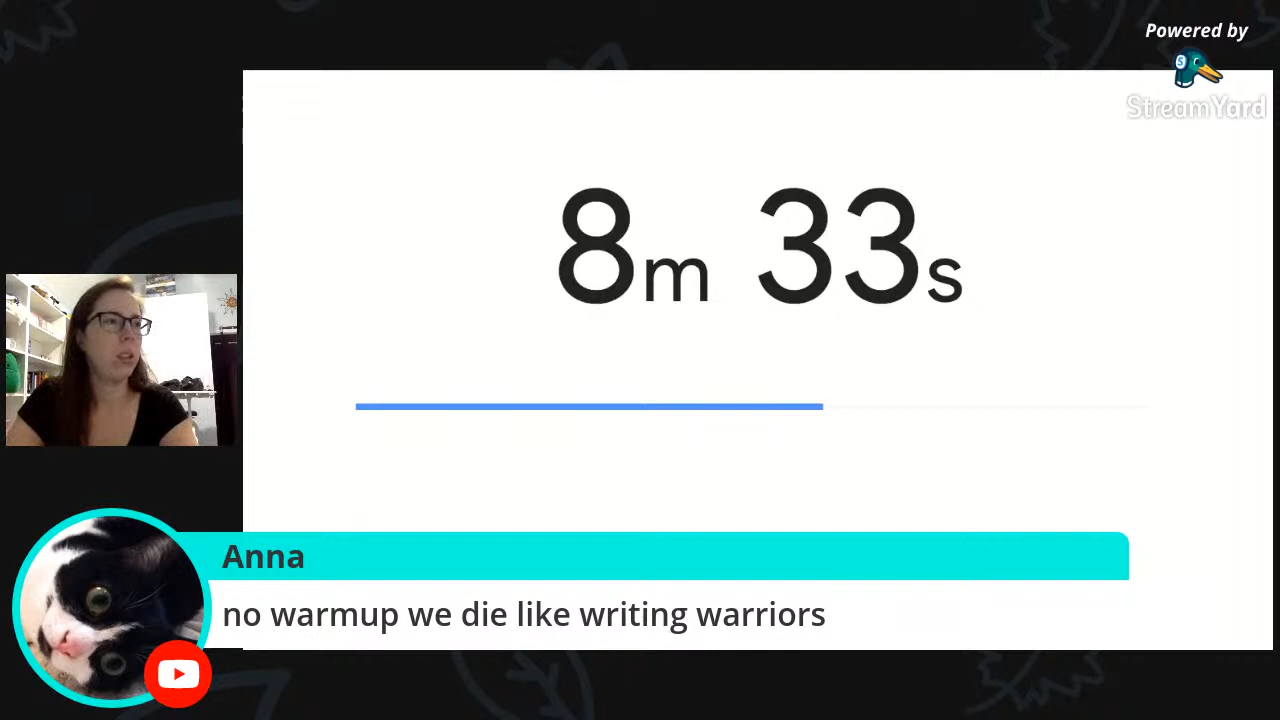 Powered by
StreamYard
8m 33s
Anna
no warmup we die like writing warriors